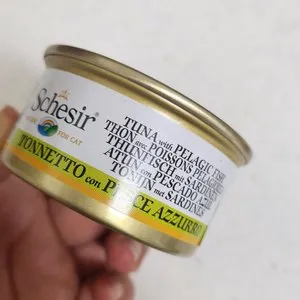 Schesir
FOR CAT
TONNETTO con PESCE AZZURRO
TUNA with PELAGIC FISH
THON avec POISSONS
THUNFISCH mit SARDINEN
ATÚN con PESCADO AZUL
TONIJN met SARDINES